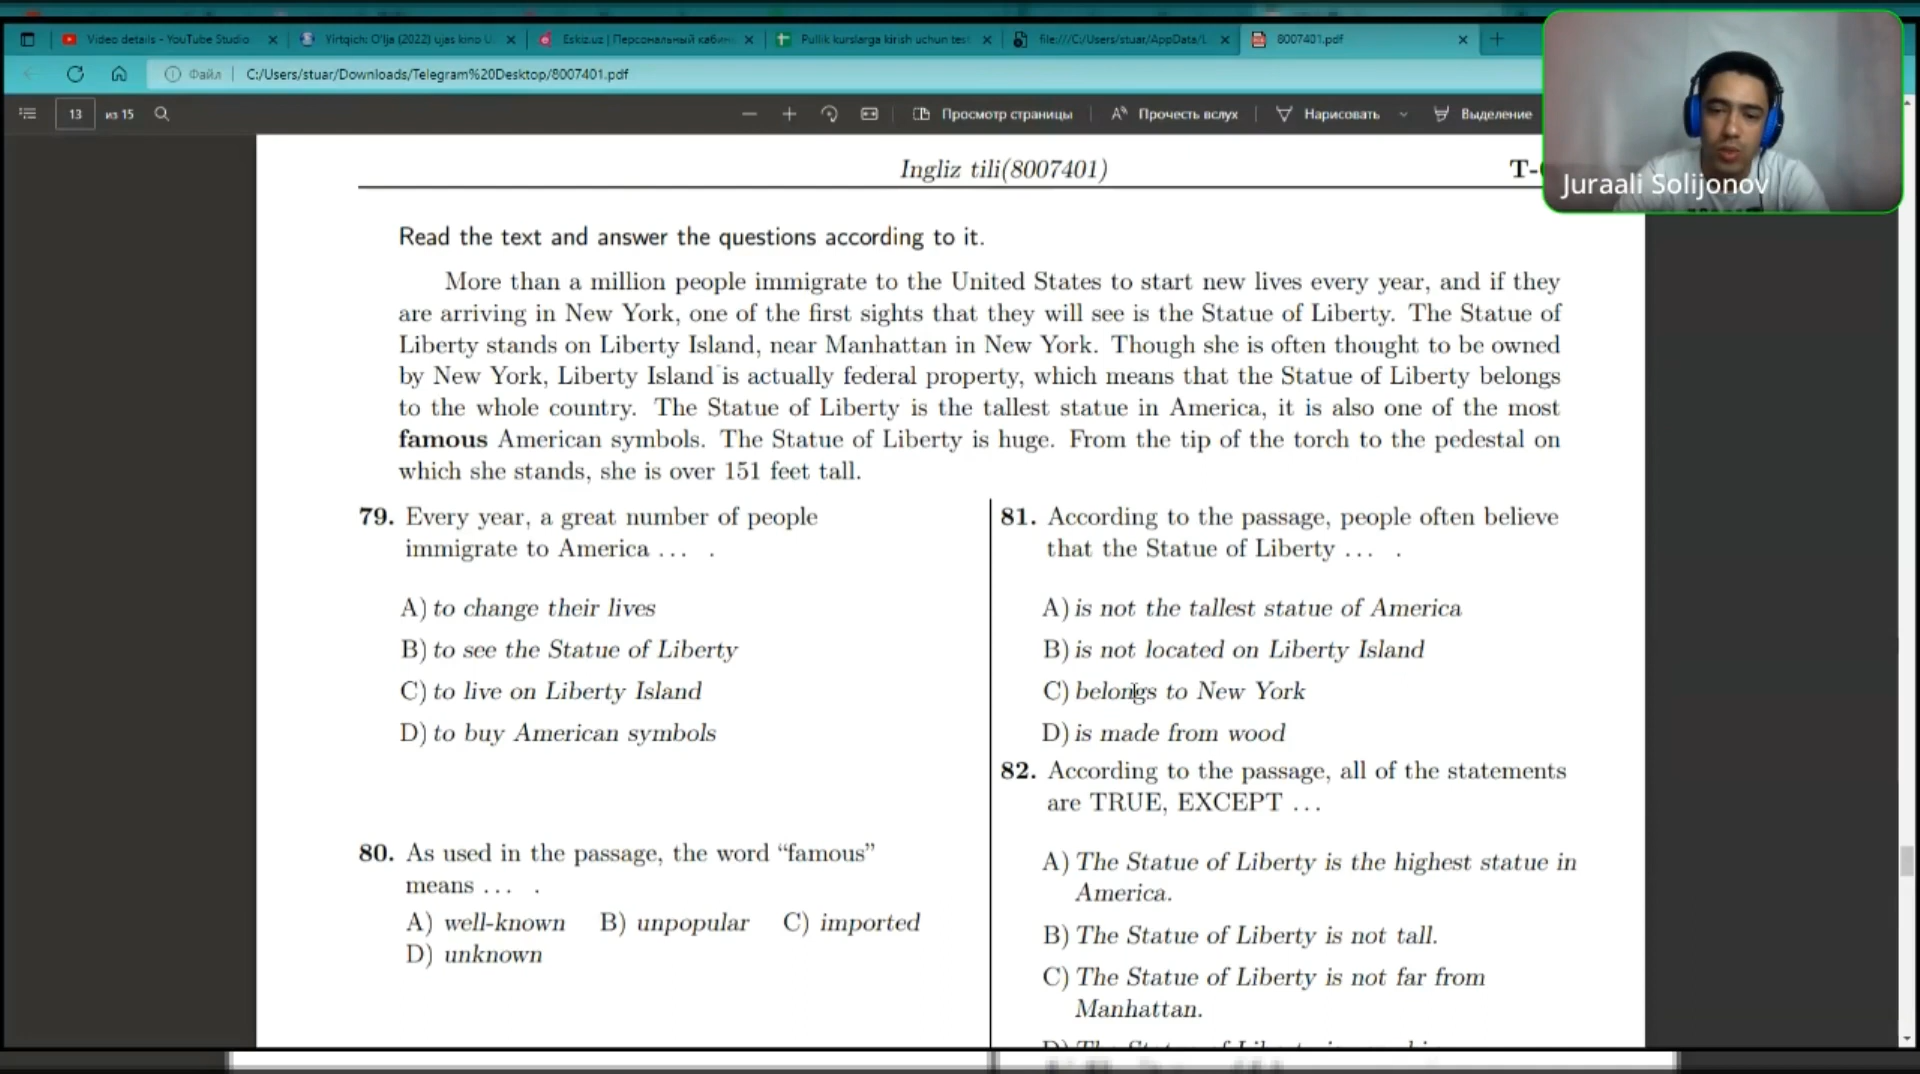 Video details - YouTube Studio
Yirtqich: O'lja (2022) ujas kino U.
Eskiz.uz | Персональный кабин
Pullik kurslarga kirish uchun test
file:///C:/Users/stuar/AppData/L
8007401.pdf
Файл
C:/Users/stuar/Downloads/Telegram%20Desktop/8007401.pdf
13 из 15
Просмотр страницы
Прочесть вслух
Нарисовать
Выделение
Juraali Solijonov
Ingliz tili(8007401)
Read the text and answer the questions according to it.
More than a million people immigrate to the United States to start new lives every year, and if they
are arriving in New York, one of the first sights that they will see is the Statue of Liberty. The Statue of
Liberty stands on Liberty Island, near Manhattan in New York. Though she is often thought to be owned
by New York, Liberty Island is actually federal property, which means that the Statue of Liberty belongs
to the whole country. The Statue of Liberty is the tallest statue in America, it is also one of the most
famous American symbols. The Statue of Liberty is huge. From the tip of the torch to the pedestal on
which she stands, she is over 151 feet tall.
79. Every year, a great number of people
immigrate to America ... .
A) to change their lives
B) to see the Statue of Liberty
C) to live on Liberty Island
D) to buy American symbols
80. As used in the passage, the word “famous”
means ... .
A) well-known B) unpopular C) imported
D) unknown
81. According to the passage, people often believe
that the Statue of Liberty ... .
A) is not the tallest statue of America
B) is not located on Liberty Island
C) belongs to New York
D) is made from wood
82. According to the passage, all of the statements
are TRUE, EXCEPT ...
A) The Statue of Liberty is the highest statue in
America.
B) The Statue of Liberty is not tall.
C) The Statue of Liberty is not far from
Manhattan.